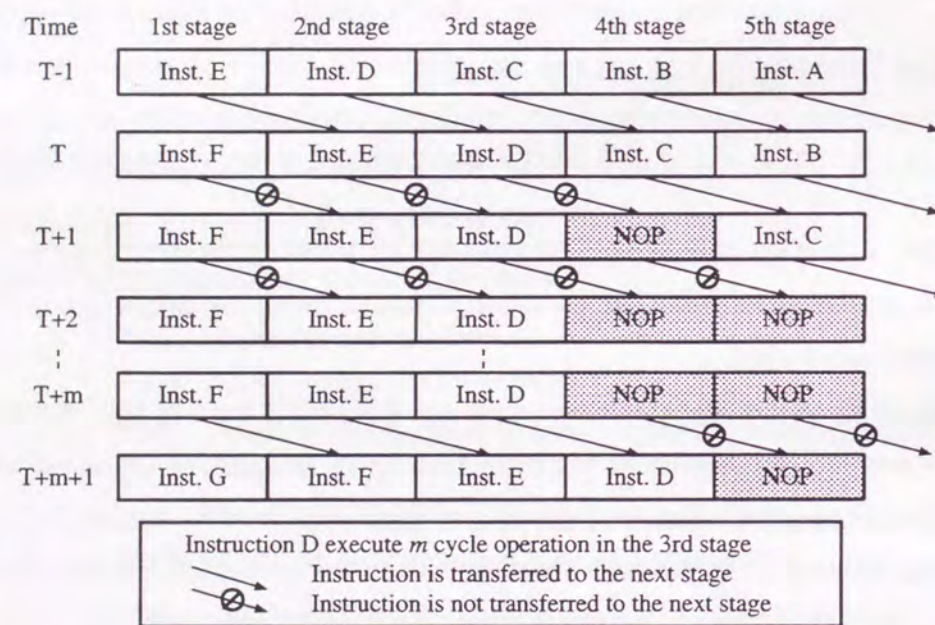 Time 1st stage 2nd stage 3rd stage 4th stage 5th stage
T-1 Inst. E Inst. D Inst. C Inst. B Inst. A
T Inst. F Inst. E Inst. D Inst. C Inst. B
T+1 Inst. F Inst. E Inst. D NOP Inst. C
T+2 Inst. F Inst. E Inst. D NOP NOP
T+m Inst. F Inst. E Inst. D NOP NOP
T+m+1 Inst. G Inst. F Inst. E Inst. D NOP
Instruction D execute n cycle operation in the 3rd stage
Instruction is transferred to the next stage
Instruction is not transferred to the next stage